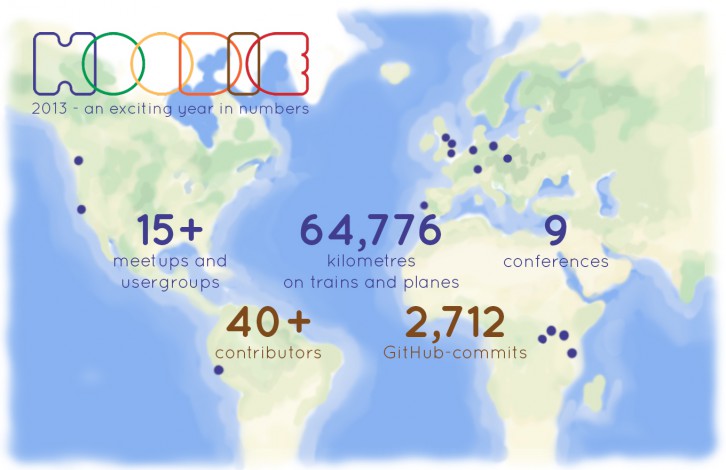 HOODIE
2013 - an exciting year in numbers
15+
meetups and
usergroups
64,776
kilometres
on trains and planes
9
conferences
40+
contributors
2,712
GitHub-commits